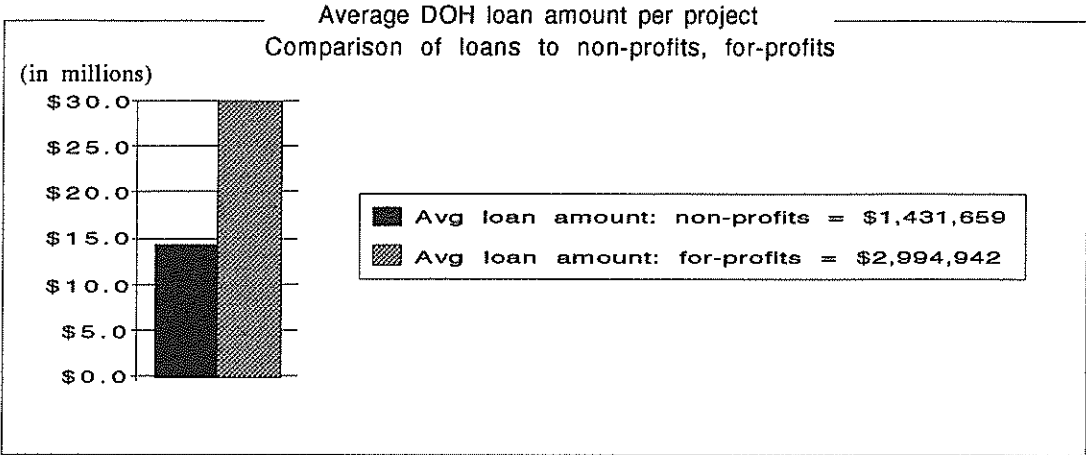 Average DOH loan amount per project
Comparison of loans to non-profits, for-profits
(in millions)
$30.0
$25.0
$20.0
$15.0
$10.0
$5.0
$0.0
Avg loan amount: non-profits = $1,431,659
Avg loan amount: for-profits = $2,994,942